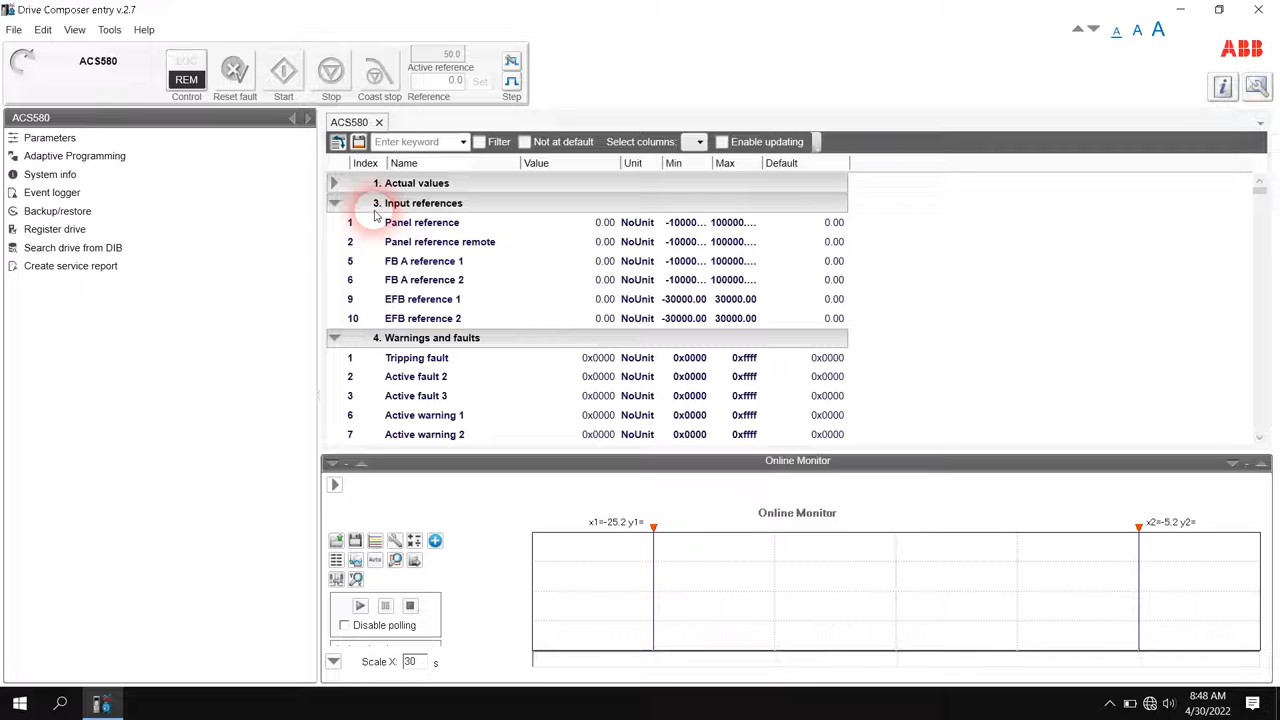 Drive Composer entry v.2.7
File Edit View Tools Help
A A A
ABB
ACS580
LOC
REM
Control
Reset fault
Start
Stop
Coast stop
50.0
Active reference
0.0 Set
Reference
Step
ACS580
Parameters
Adaptive Programming
System info
Event logger
Backup/restore
Register drive
Search drive from DIB
Create service report
ACS580
Enter keyword Filter Not at default Select columns: Enable updating
Index Name Value Unit Min Max Default
1. Actual values
3. Input references
1 Panel reference 0.00 NoUnit -10000... 100000.... 0.00
2 Panel reference remote 0.00 NoUnit -10000... 100000.... 0.00
5 FB A reference 1 0.00 NoUnit -10000... 100000.... 0.00
6 FB A reference 2 0.00 NoUnit -10000... 100000.... 0.00
9 EFB reference 1 0.00 NoUnit -30000.00 30000.00 0.00
10 EFB reference 2 0.00 NoUnit -30000.00 30000.00 0.00
4. Warnings and faults
1 Tripping fault 0x0000 NoUnit 0x0000 0xffff 0x0000
2 Active fault 2 0x0000 NoUnit 0x0000 0xffff 0x0000
3 Active fault 3 0x0000 NoUnit 0x0000 0xffff 0x0000
6 Active warning 1 0x0000 NoUnit 0x0000 0xffff 0x0000
7 Active warning 2 0x0000 NoUnit 0x0000 0xffff 0x0000
Online Monitor
Online Monitor
x1=-25.2 y1=
x2=-5.2 y2=
Auto
Disable polling
Scale X: 30 s
8:48 AM
4/30/2022